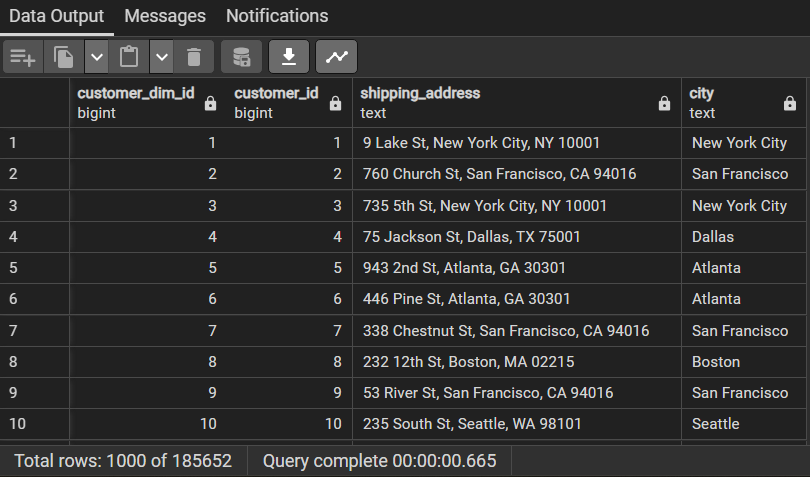 Data Output Messages Notifications
customer_dim_id customer_id shipping_address city
bigint bigint text text
1 1 1 9 Lake St, New York City, NY 10001 New York City
2 2 2 760 Church St, San Francisco, CA 94016 San Francisco
3 3 3 735 5th St, New York City, NY 10001 New York City
4 4 4 75 Jackson St, Dallas, TX 75001 Dallas
5 5 5 943 2nd St, Atlanta, GA 30301 Atlanta
6 6 6 446 Pine St, Atlanta, GA 30301 Atlanta
7 7 7 338 Chestnut St, San Francisco, CA 94016 San Francisco
8 8 8 232 12th St, Boston, MA 02215 Boston
9 9 9 53 River St, San Francisco, CA 94016 San Francisco
10 10 10 235 South St, Seattle, WA 98101 Seattle
Total rows: 1000 of 185652 Query complete 00:00:00.665